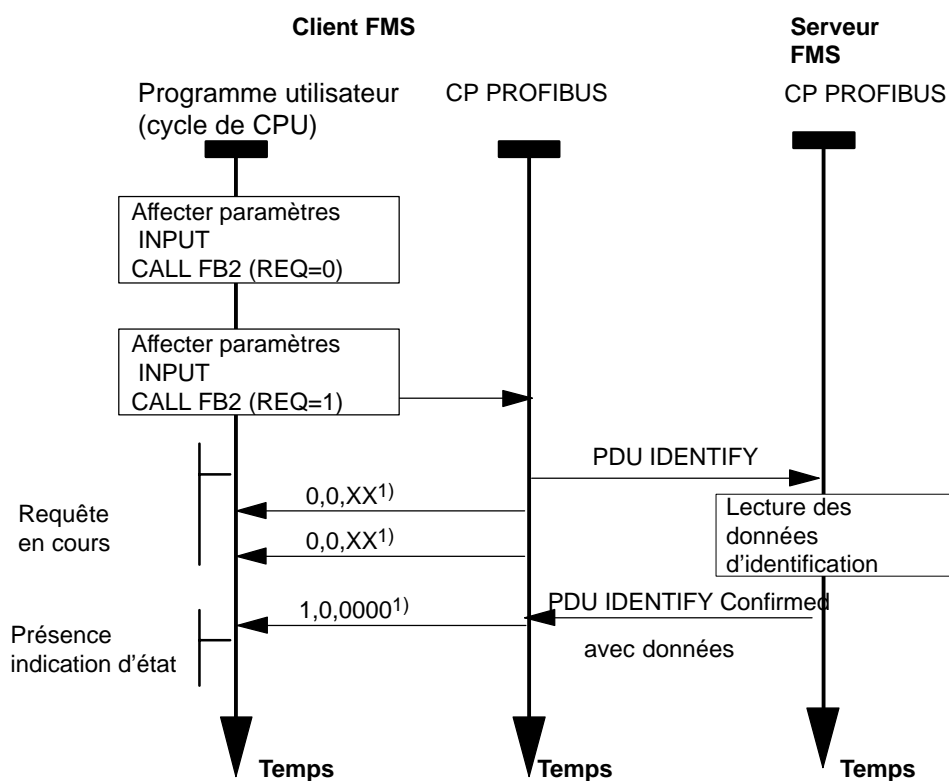 Client FMS
Serveur
FMS
Programme utilisateur
(cycle de CPU)
CP PROFIBUS
CP PROFIBUS
Affecter paramètres
INPUT
CALL FB2 (REQ=0)
Affecter paramètres
INPUT
CALL FB2 (REQ=1)
PDU IDENTIFY
Requête
en cours
0,0,XX1)
0,0,XX1)
Lecture des
données
d’identification
Présence
indication d’état
1,0,00001)
PDU IDENTIFY Confirmed
avec données
Temps
Temps
Temps